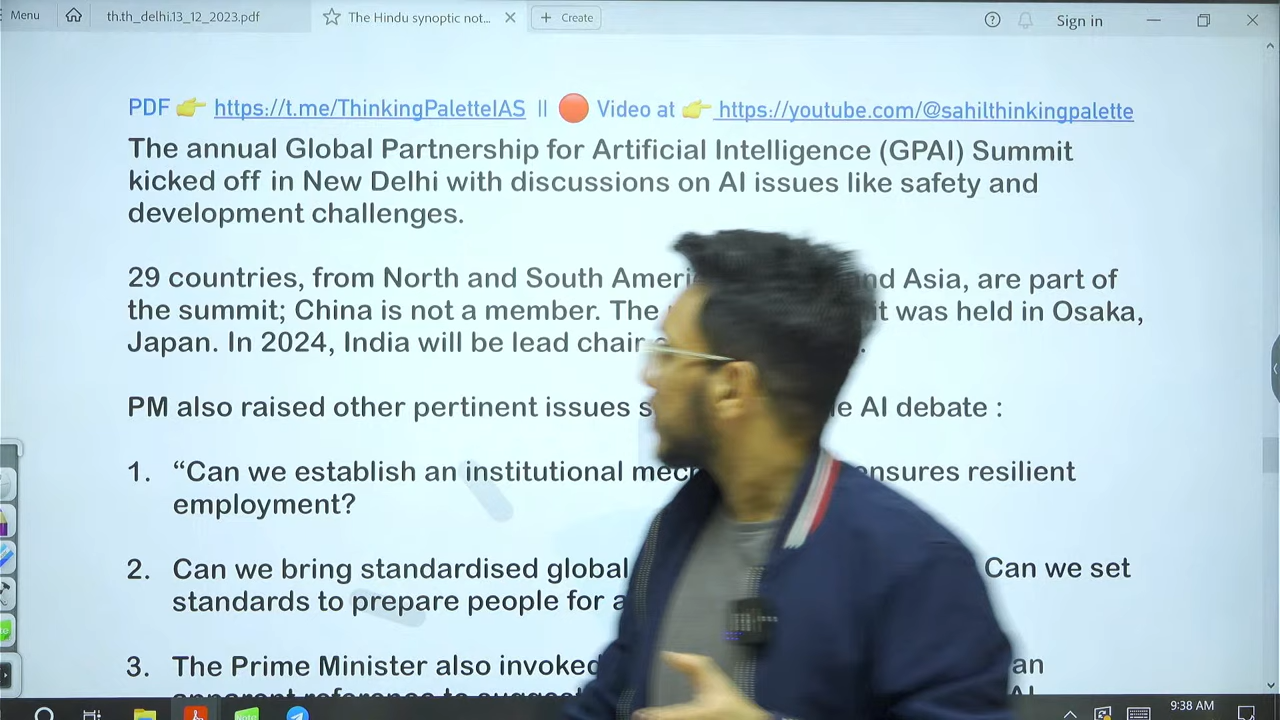 Menu
th.th_delhi.13_12_2023.pdf
The Hindu synoptic not...
Create
Sign in
PDF 👉 https://t.me/ThinkingPaletteIAS || 🔴 Video at 👉 https://youtube.com/@sahilthinkingpalette
The annual Global Partnership for Artificial Intelligence (GPAI) Summit
kicked off in New Delhi with discussions on AI issues like safety and
development challenges.
29 countries, from North and South Asia, are part of
the summit; China is not a member. The was held in Osaka,
Japan. In 2024, India will be lead chair
PM also raised other pertinent issues AI debate :
1. “Can we establish an institutional resilient
employment?
2. Can we bring standardised global Can we set
standards to prepare people for
3. The Prime Minister also invoked an
9:38 AM